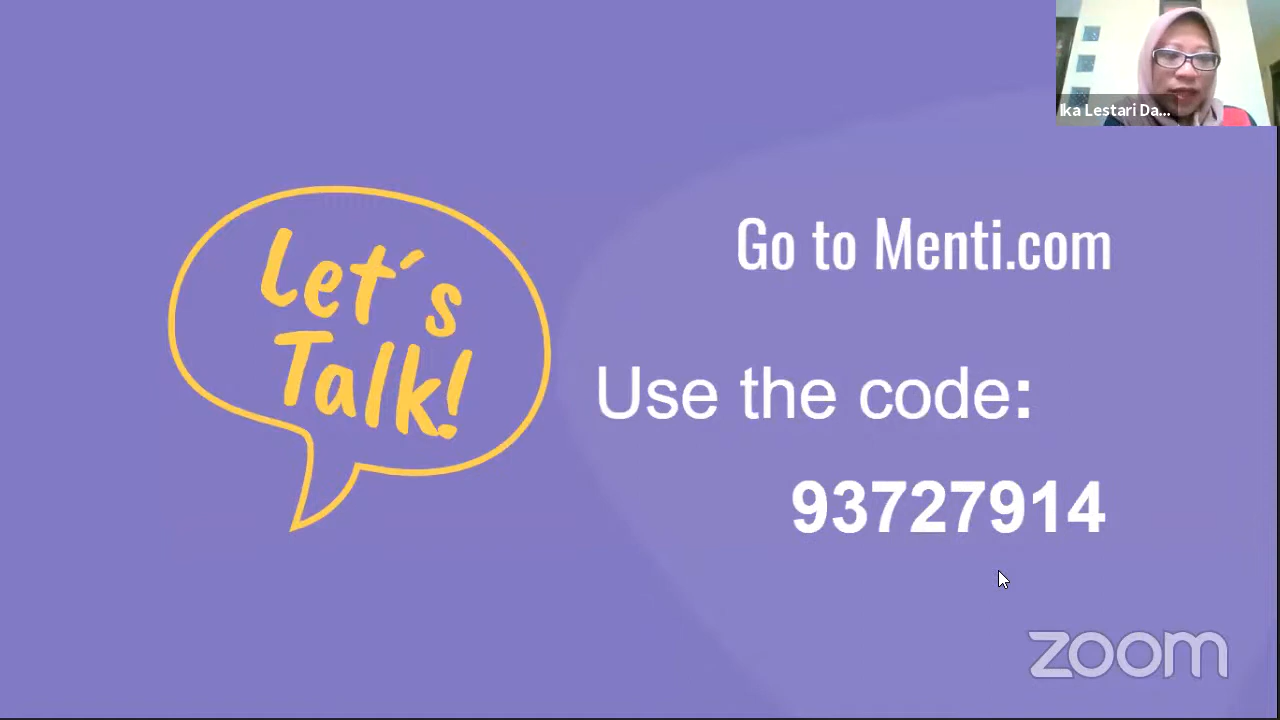 Ika Lestari Da...
Let's
Talk!
Go to Menti.com
Use the code:
93727914
zoom